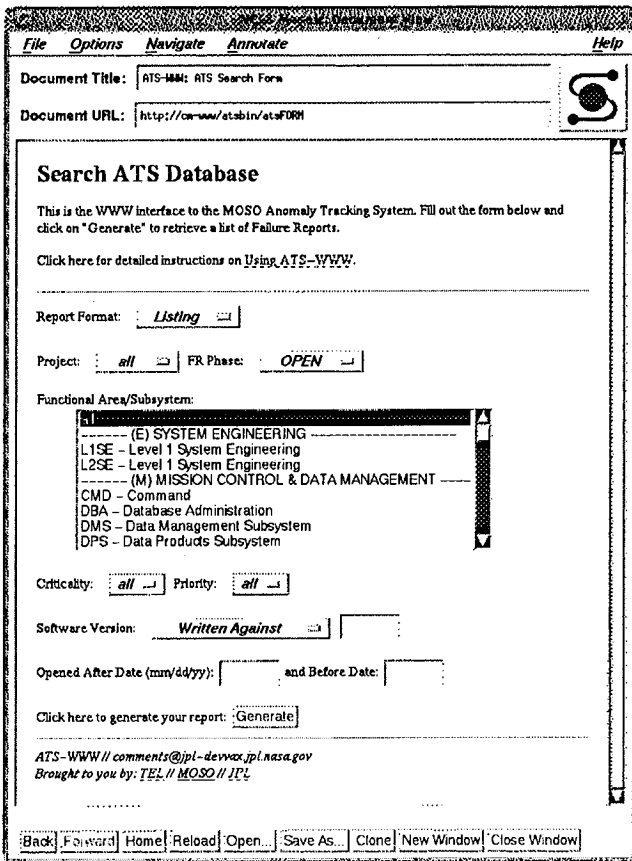 NCSA Mosaic: Document View
File Options Navigate Annotate Help
Document Title: ATS-WWW: ATS Search Form
Document URL: http://cm-www/atsbin/atsFORM
Search ATS Database
This is the WWW interface to the MOSO Anomaly Tracking System. Fill out the form below and
click on "Generate" to retrieve a list of Failure Reports.
Click here for detailed instructions on Using ATS-WWW.
Report Format: Listing
Project: all FR Phase: OPEN
Functional Area/Subsystem:
all
------ (E) SYSTEM ENGINEERING --------------------
L1SE - Level 1 System Engineering
L2SE - Level 1 System Engineering
------ (M) MISSION CONTROL & DATA MANAGEMENT ----
CMD - Command
DBA - Database Administration
DMS - Data Management Subsystem
DPS - Data Products Subsystem
Criticality: all Priority: all
Software Version: Written Against
Opened After Date (mm/dd/yy): and Before Date:
Click here to generate your report: Generate
ATS-WWW // comments@jpl-devvax.jpl.nasa.gov
Brought to you by: TEL // MOSO // JPL
Back Forward Home Reload Open... Save As... Clone New Window Close Window